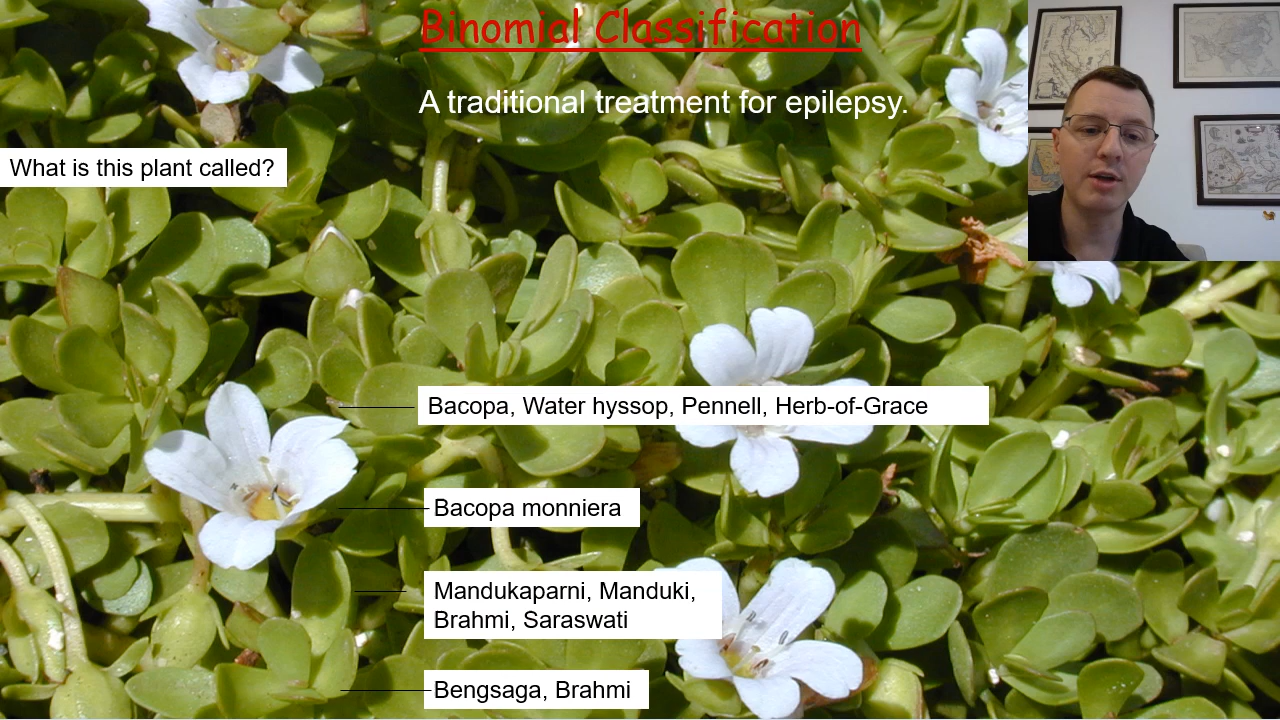 Binomial Classification
A traditional treatment for epilepsy.
What is this plant called?
Bacopa, Water hyssop, Pennell, Herb-of-Grace
Bacopa monniera
Mandukaparni, Manduki,
Brahmi, Saraswati
Bengsaga, Brahmi